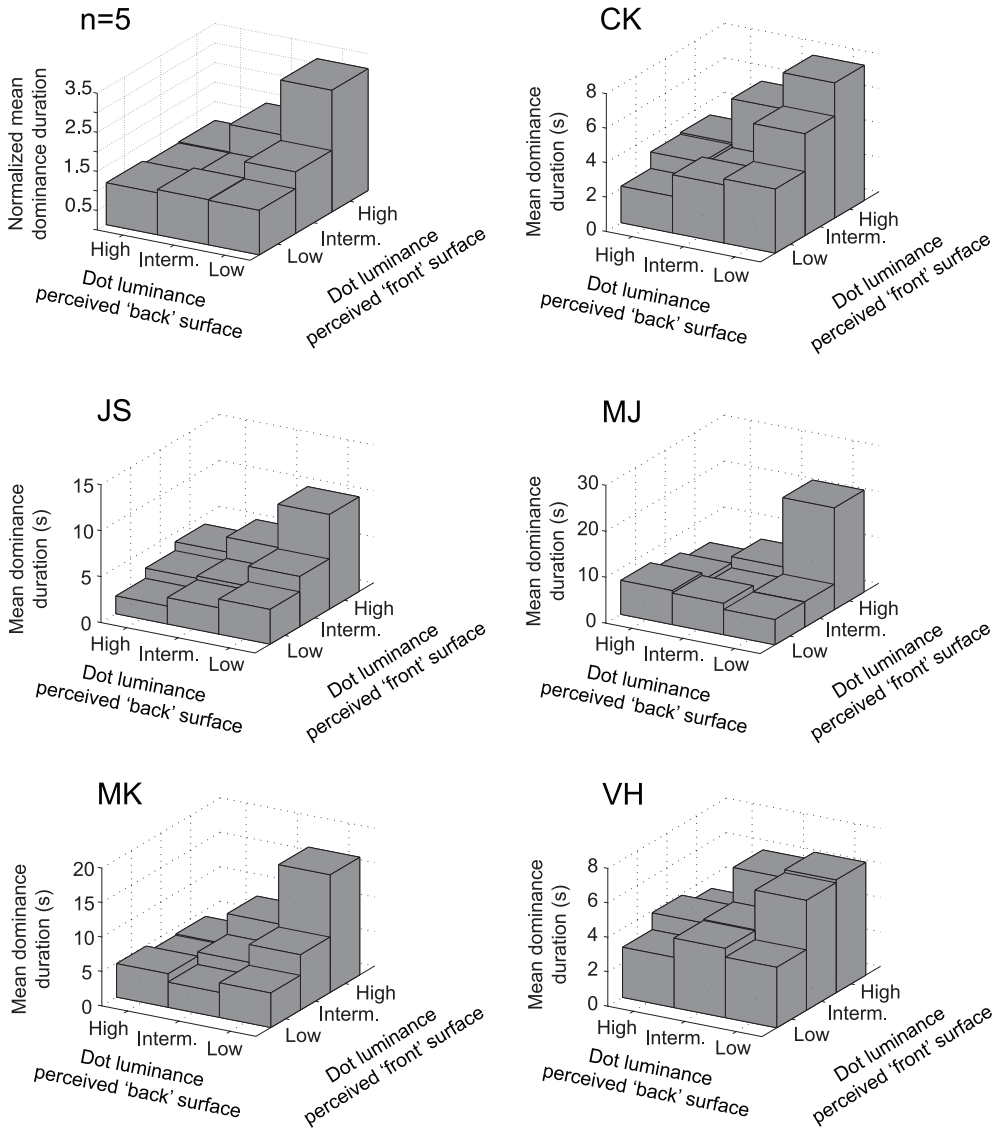 n=5
Normalized mean
dominance duration
3.5
2.5
1.5
0.5
High
Interm.
Low
Low
Interm.
High
Dot luminance
perceived ‘back’ surface
Dot luminance
perceived ‘front’ surface
CK
Mean dominance
duration (s)
8
6
4
2
0
High
Interm.
Low
Low
Interm.
High
Dot luminance
perceived ‘back’ surface
Dot luminance
perceived ‘front’ surface
JS
Mean dominance
duration (s)
15
10
5
0
High
Interm.
Low
Low
Interm.
High
Dot luminance
perceived ‘back’ surface
Dot luminance
perceived ‘front’ surface
MJ
Mean dominance
duration (s)
30
20
10
0
High
Interm.
Low
Low
Interm.
High
Dot luminance
perceived ‘back’ surface
Dot luminance
perceived ‘front’ surface
MK
Mean dominance
duration (s)
20
15
10
5
0
High
Interm.
Low
Low
Interm.
High
Dot luminance
perceived ‘back’ surface
Dot luminance
perceived ‘front’ surface
VH
Mean dominance
duration (s)
8
6
4
2
0
High
Interm.
Low
Low
Interm.
High
Dot luminance
perceived ‘back’ surface
Dot luminance
perceived ‘front’ surface